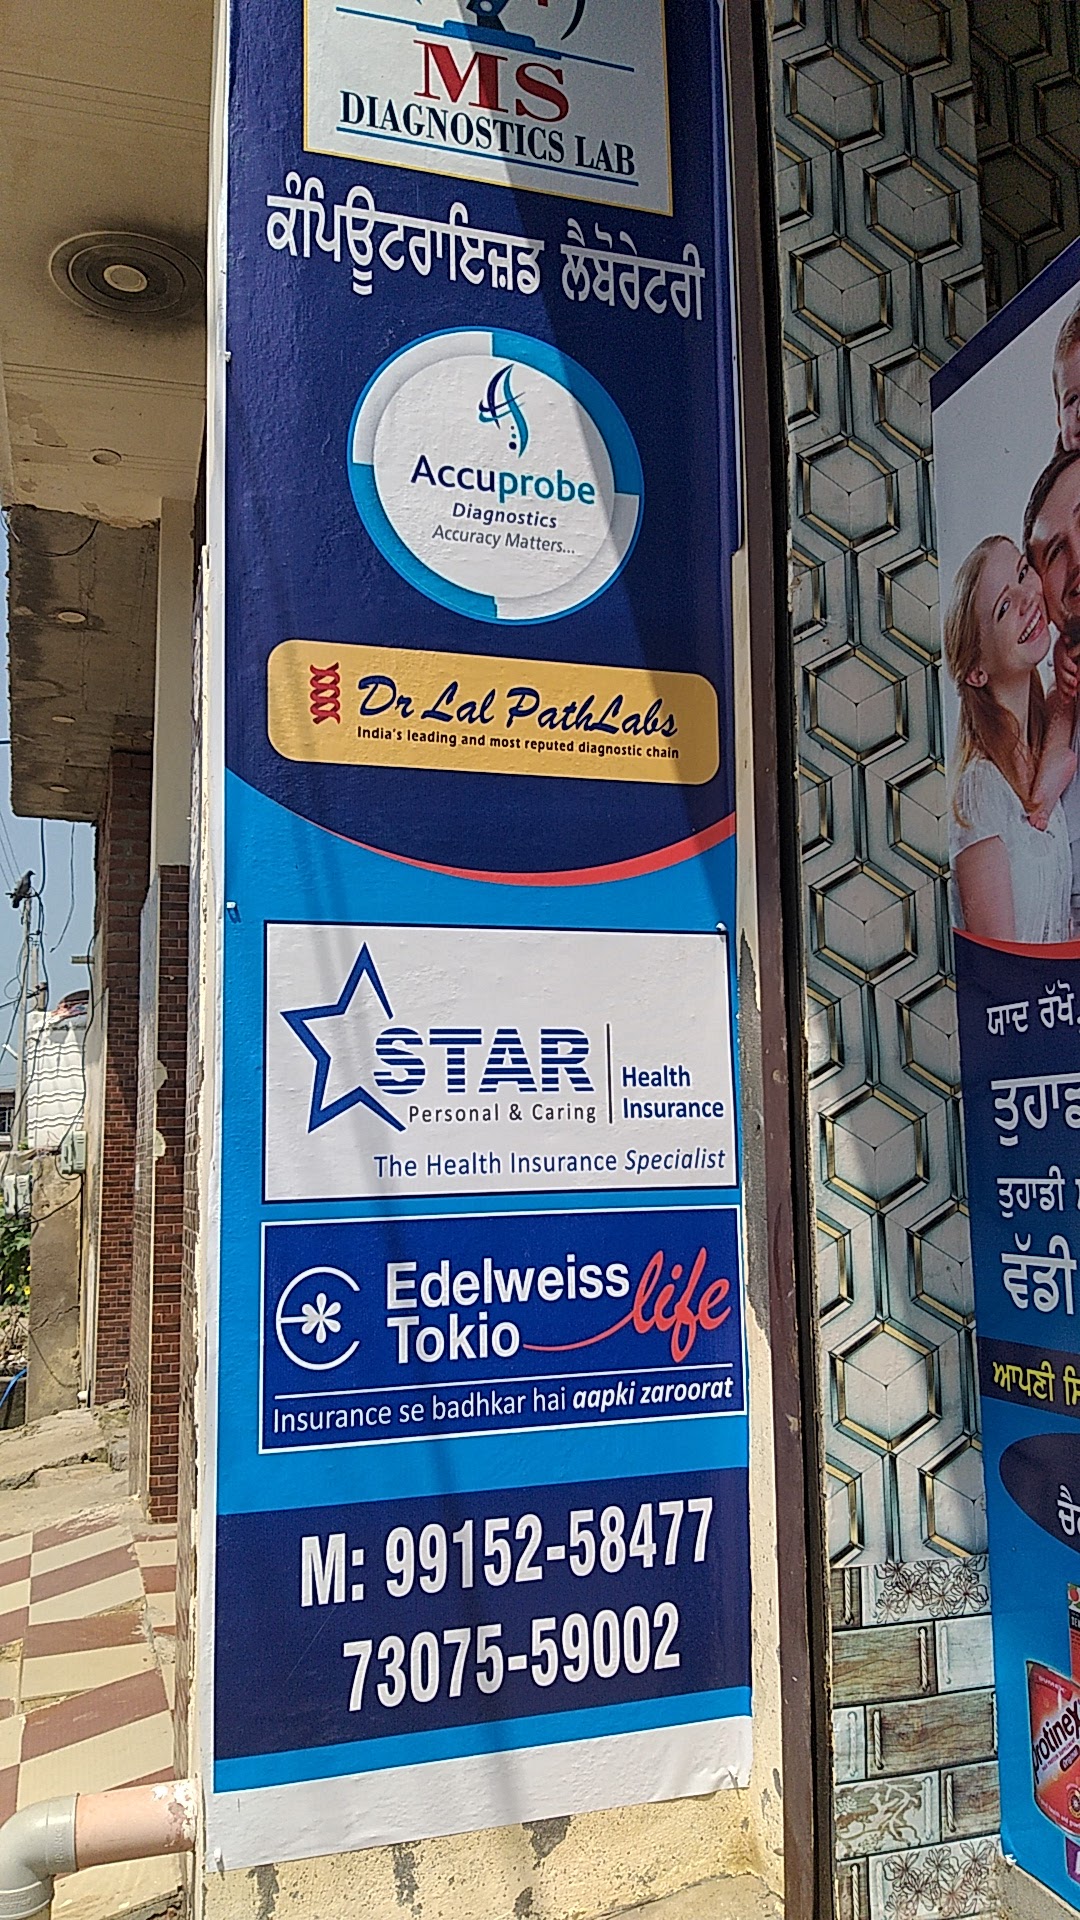 MS
DIAGNOSTICS LAB
ਕੰਪਿਊਟਰਾਇਜ਼ਡ ਲੈਬੋਰੇਟਰੀ
Accuprobe
Diagnostics
Accuracy Matters...
Dr Lal PathLabs
India's leading and most reputed diagnostic chain
STAR
Personal & Caring
Health
Insurance
The Health Insurance Specialist
Edelweiss
Tokio life
Insurance se badhkar hai aapki zaroorat
M: 99152-58477
73075-59002
ਯਾਦ ਰੱਖੋ
ਤੁਹਾਡੀ
ਵੱਡੀ
ਆਪਣੀ